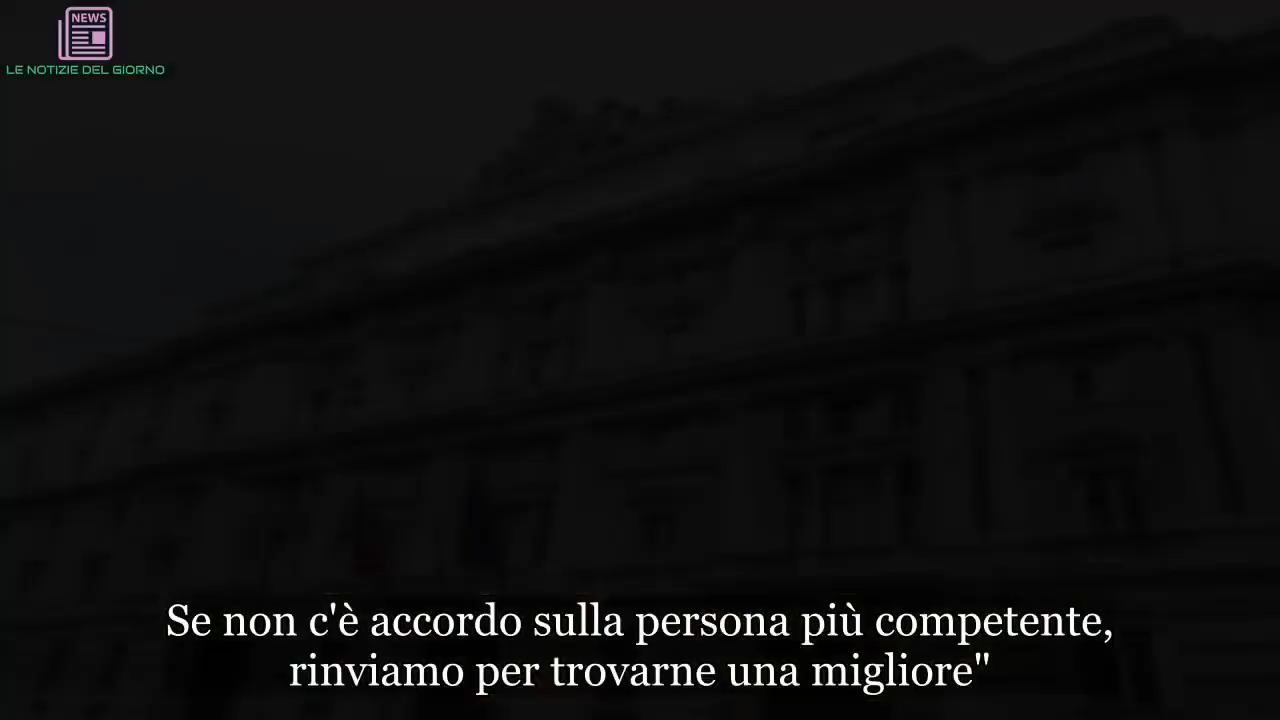 NEWS
LE NOTIZIE DEL GIORNO
Se non c'è accordo sulla persona più competente,
rinviamo per trovarne una migliore"